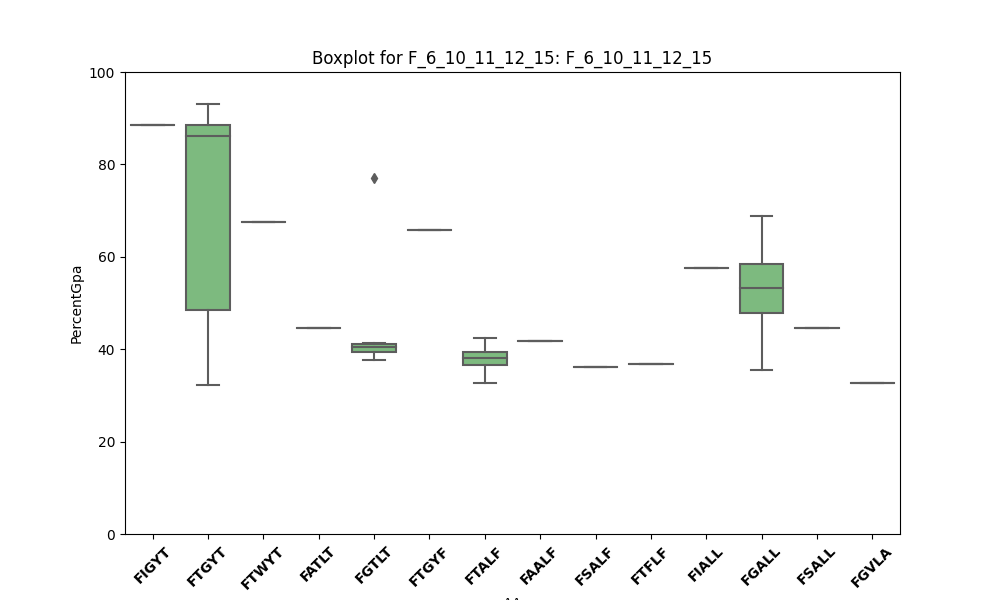 Boxplot for F_6_10_11_12_15: F_6_10_11_12_15
PercentGpa
100
80
60
40
20
0
FIGYT
FTGYT
FTWYT
FATLT
FGTLT
FTGYF
FTALF
FAALF
FSALF
FTFLF
FIALL
FGALL
FSALL
FGVLA